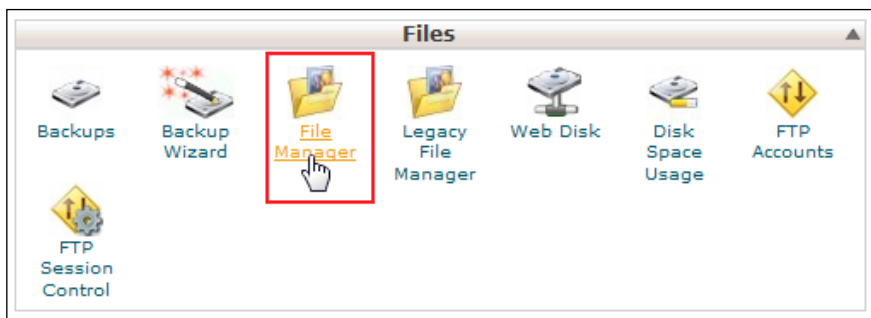 Files
Backups
Backup
Wizard
File
Manager
Legacy
File
Manager
Web Disk
Disk
Space
Usage
FTP
Accounts
FTP
Session
Control